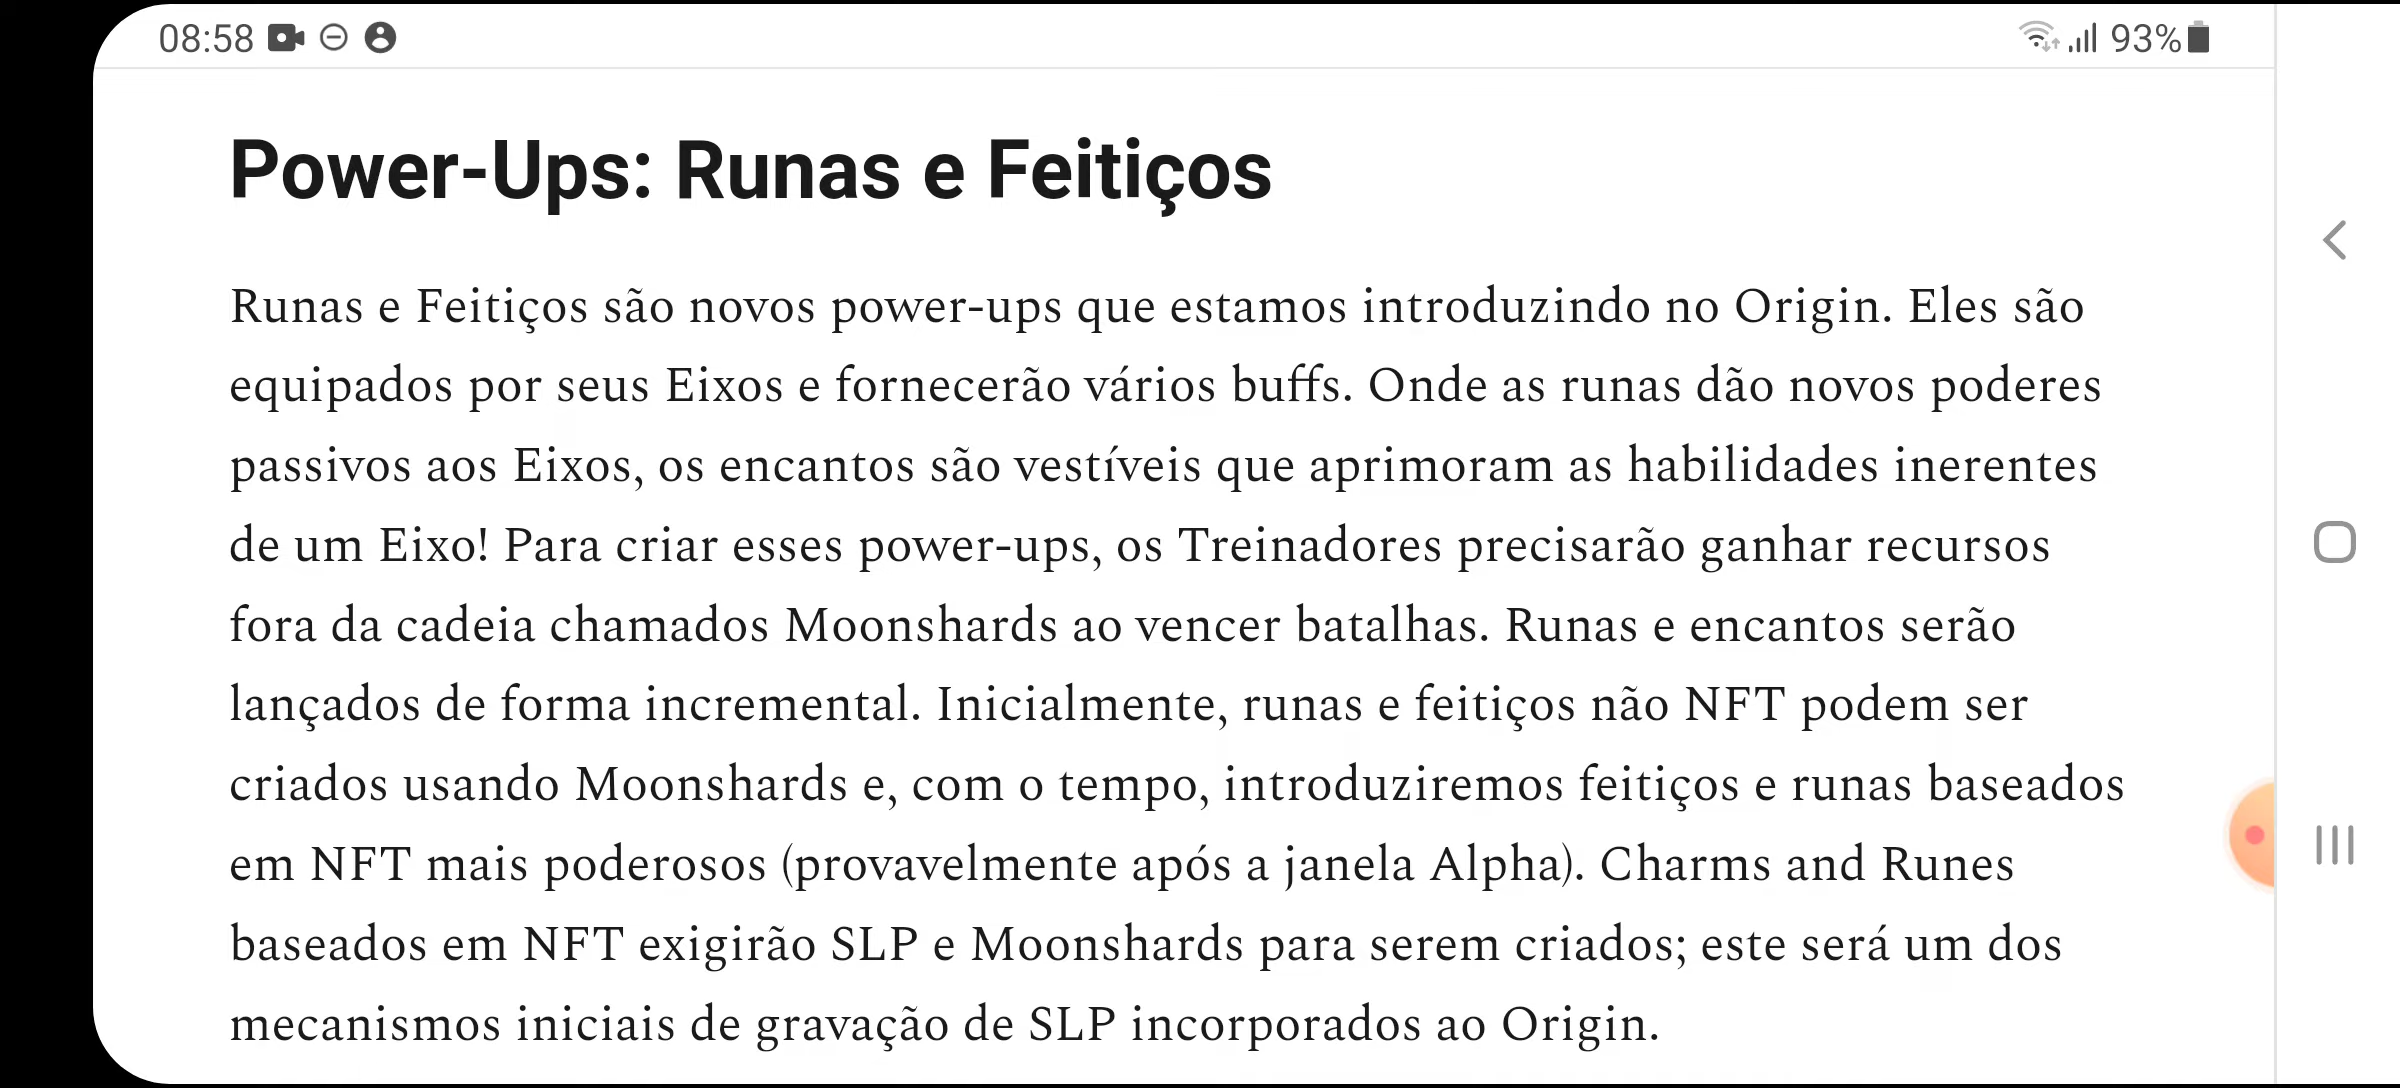 08:58
93%
Power-Ups: Runas e Feitiços
Runas e Feitiços são novos power-ups que estamos introduzindo no Origin. Eles são
equipados por seus Eixos e fornecerão vários buffs. Onde as runas dão novos poderes
passivos aos Eixos, os encantos são vestíveis que aprimoram as habilidades inerentes
de um Eixo! Para criar esses power-ups, os Treinadores precisarão ganhar recursos
fora da cadeia chamados Moonshards ao vencer batalhas. Runas e encantos serão
lançados de forma incremental. Inicialmente, runas e feitiços não NFT podem ser
criados usando Moonshards e, com o tempo, introduziremos feitiços e runas baseados
em NFT mais poderosos (provavelmente após a janela Alpha). Charms and Runes
baseados em NFT exigirão SLP e Moonshards para serem criados; este será um dos
mecanismos iniciais de gravação de SLP incorporados ao Origin.